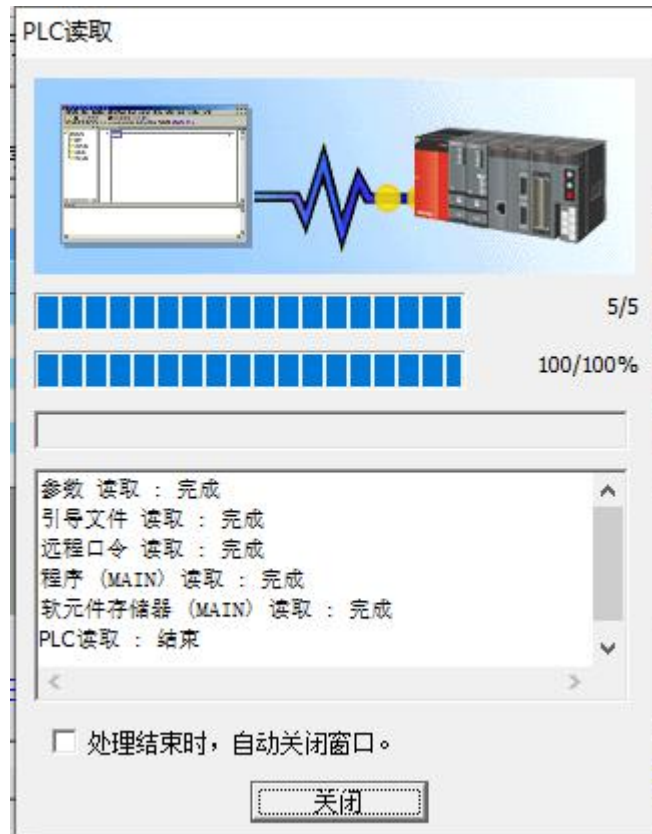 PLC读取
5/5
100/100%
参数 读取 : 完成
引导文件 读取 : 完成
远程口令 读取 : 完成
程序 (MAIN) 读取 : 完成
软元件存储器 (MAIN) 读取 : 完成
PLC读取 : 结束
处理结束时，自动关闭窗口。
关闭